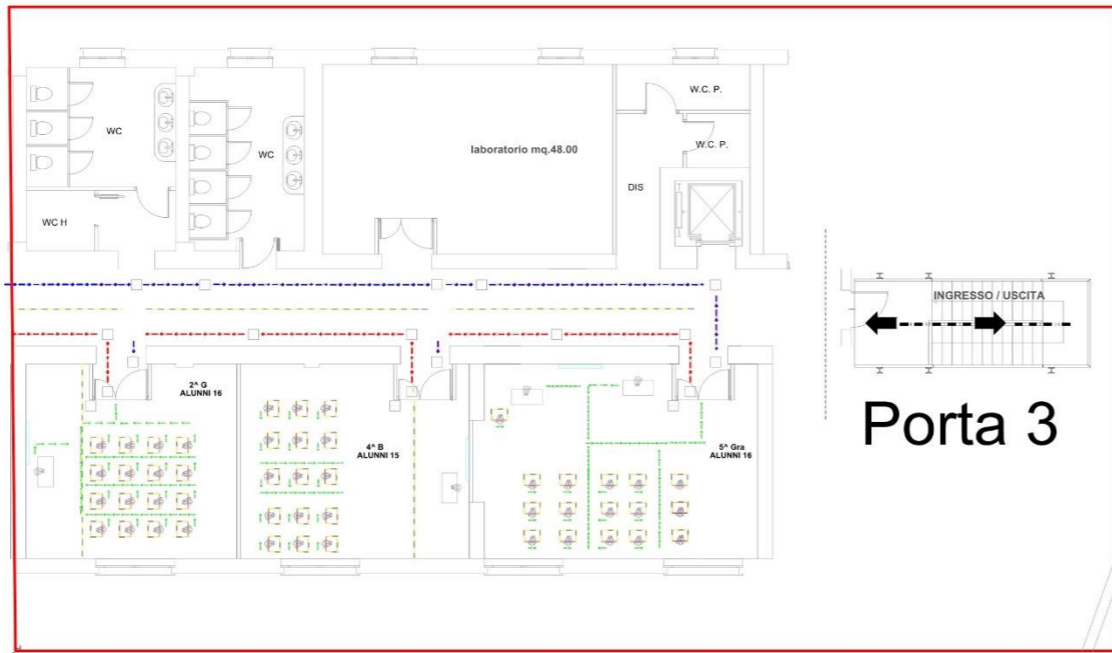 W.C. P.
WC
laboratorio mq.48.00
W.C. P.
WC
DIS
WC H
INGRESSO / USCITA
2^ G
ALUNNI 16
4^ B
ALUNNI 15
5^ Gra
ALUNNI 16
Porta 3